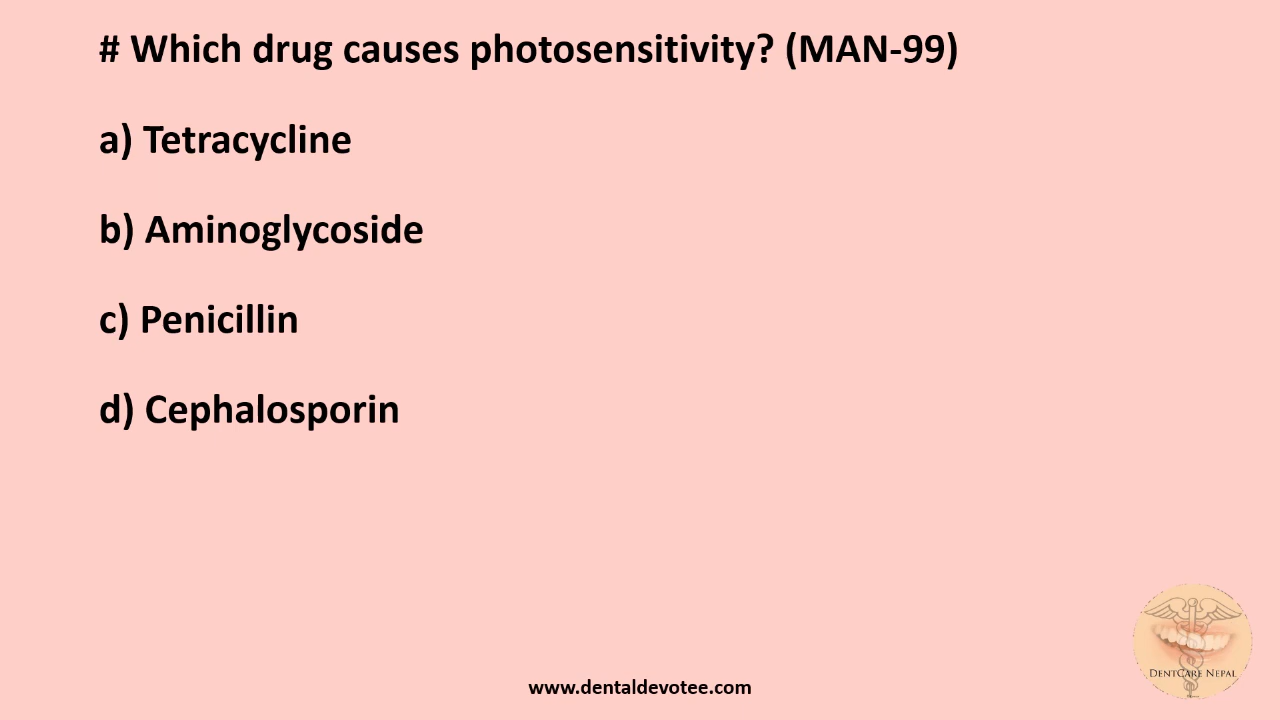 # Which drug causes photosensitivity? (MAN-99)
a) Tetracycline
b) Aminoglycoside
c) Penicillin
d) Cephalosporin
DentCare Nepal
www.dentaldevotee.com